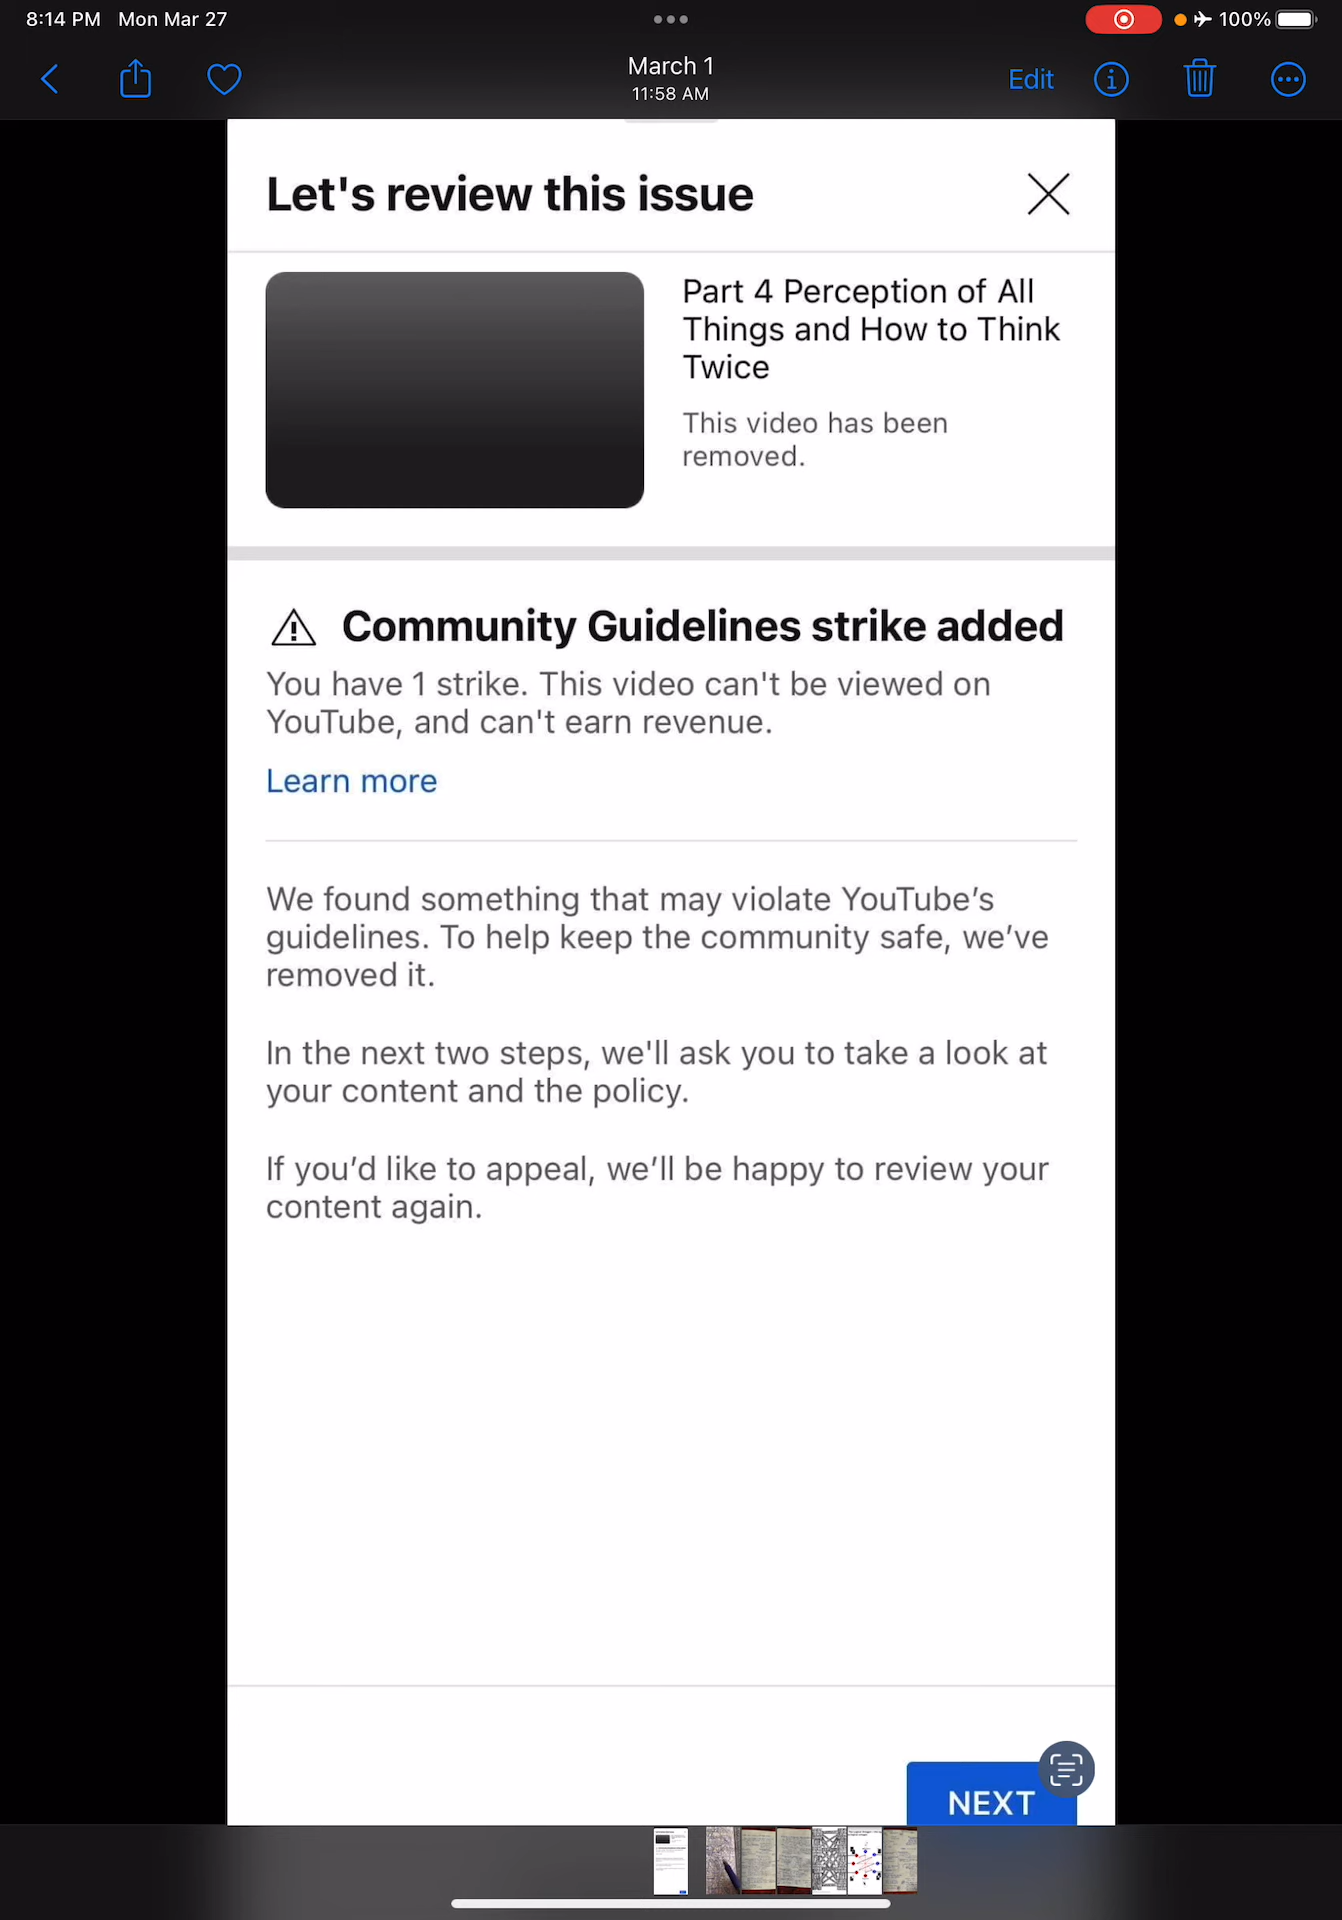 8:14 PM Mon Mar 27
100%
March 1
11:58 AM
Edit
Let's review this issue
Part 4 Perception of All
Things and How to Think
Twice
This video has been
removed.
Community Guidelines strike added
You have 1 strike. This video can't be viewed on
YouTube, and can't earn revenue.
Learn more
We found something that may violate YouTube’s
guidelines. To help keep the community safe, we’ve
removed it.
In the next two steps, we'll ask you to take a look at
your content and the policy.
If you’d like to appeal, we’ll be happy to review your
content again.
NEXT